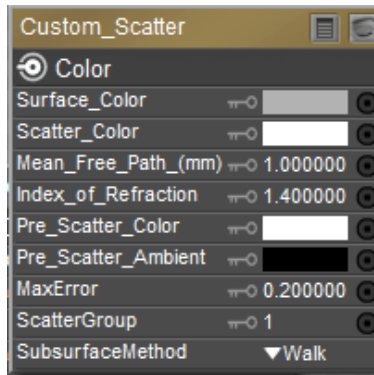 Custom_Scatter
Color
Surface_Color
Scatter_Color
Mean_Free_Path_(mm) 1.000000
Index_of_Refraction 1.400000
Pre_Scatter_Color
Pre_Scatter_Ambient
MaxError 0.200000
ScatterGroup 1
SubsurfaceMethod ▼Walk